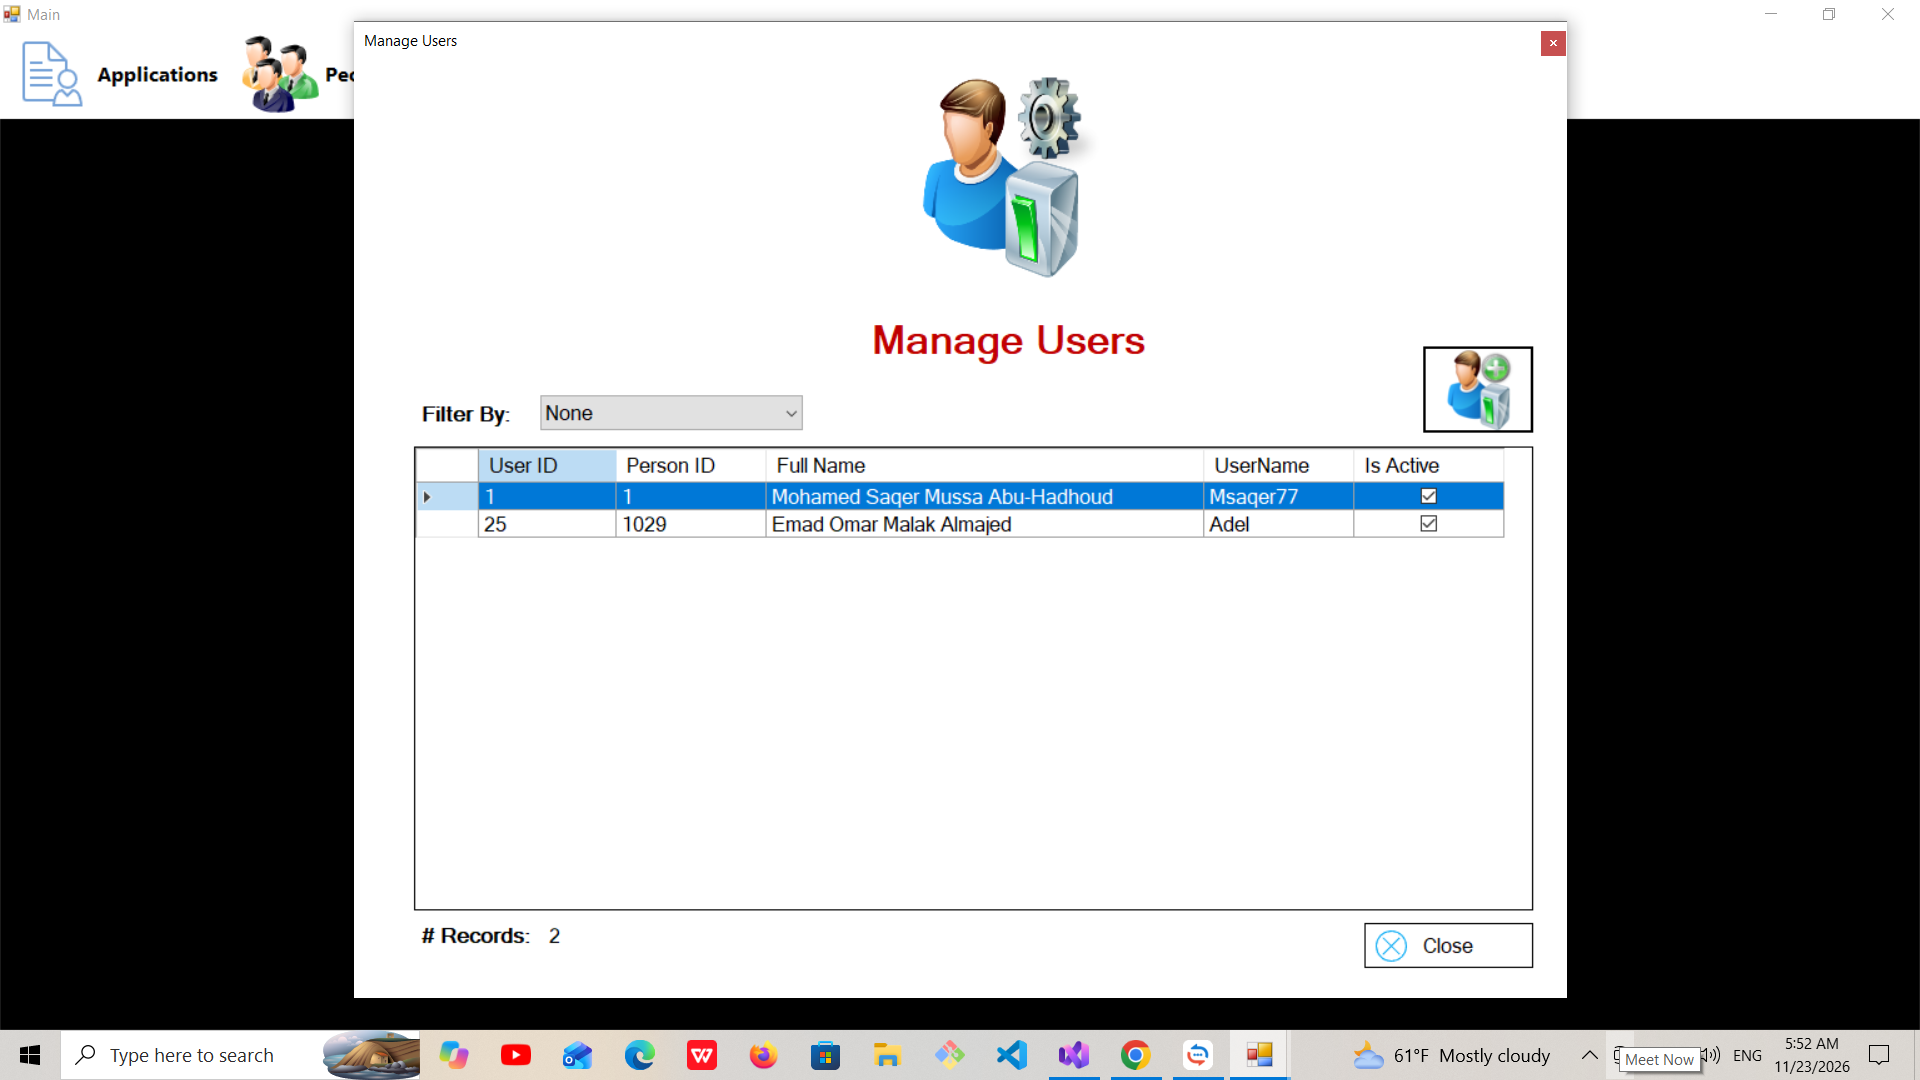 Main
Manage Users
Applications
Manage Users
Filter By: None
User ID Person ID Full Name UserName Is Active
1 1 Mohamed Saqer Mussa Abu-Hadhoud Msaqer77
25 1029 Emad Omar Malak Almajed Adel
# Records: 2
Close
Type here to search
61°F Mostly cloudy
Meet Now
ENG
5:52 AM
11/23/2026